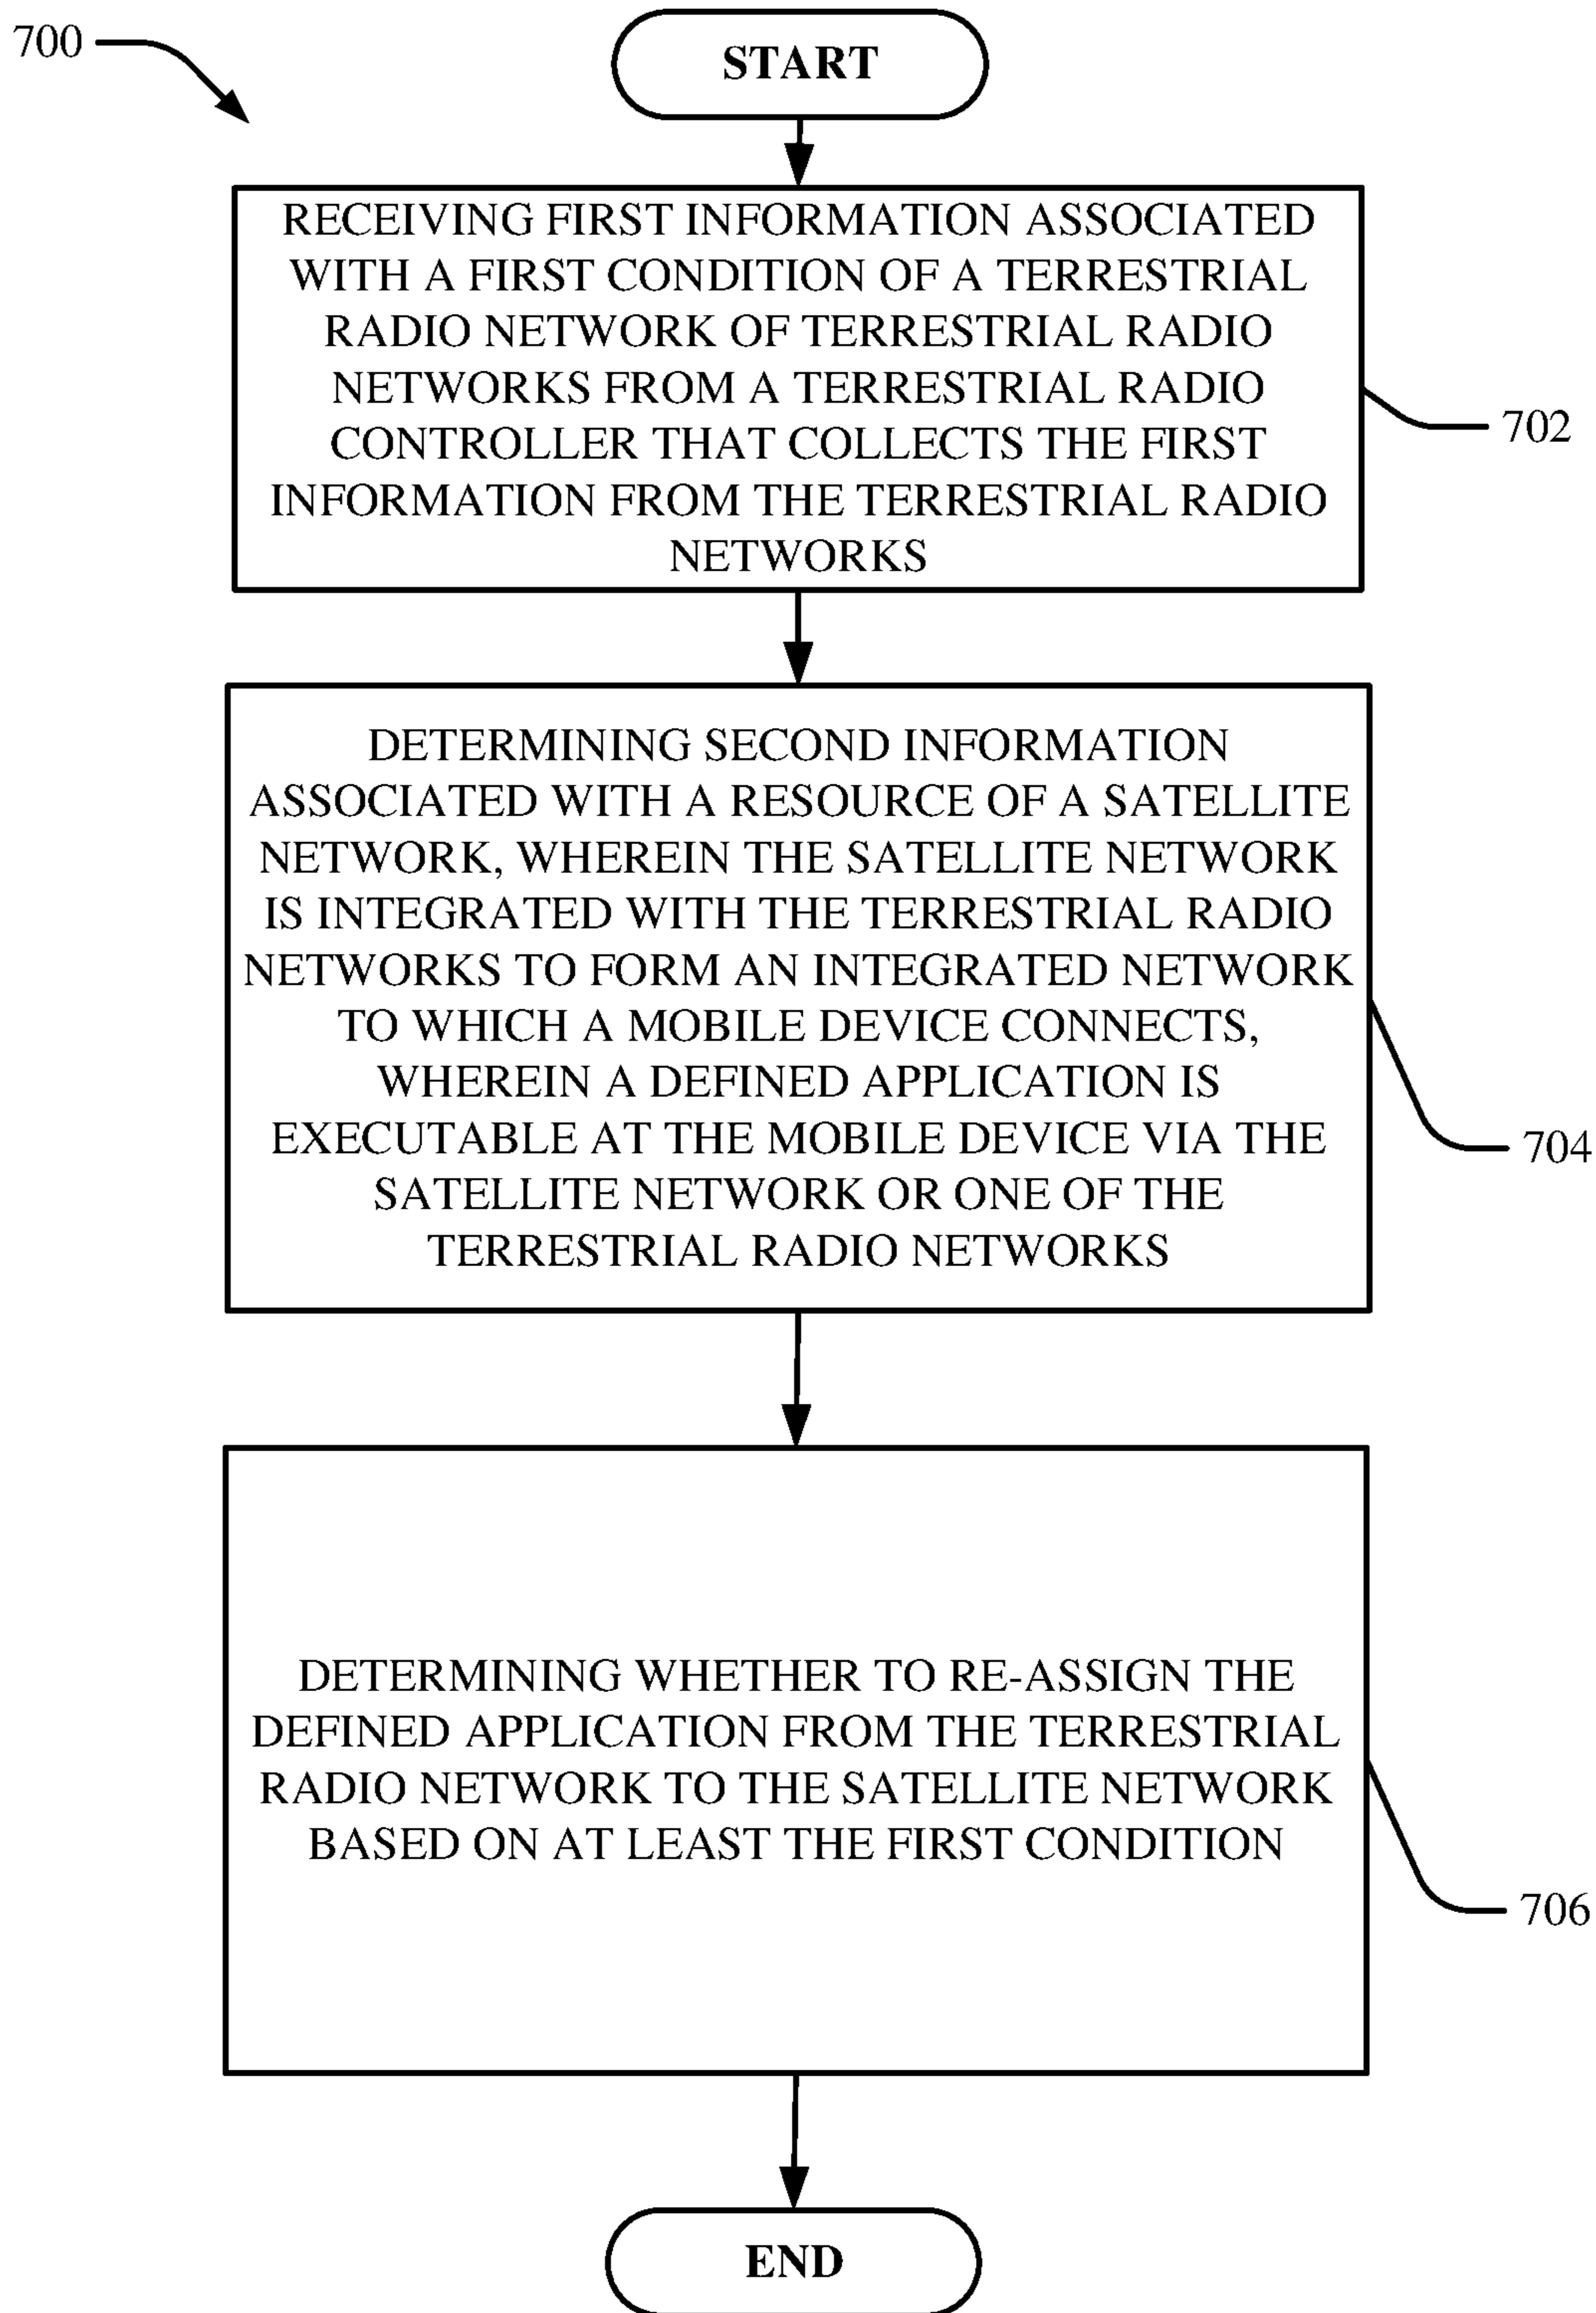 700
START
RECEIVING FIRST INFORMATION ASSOCIATED
WITH A FIRST CONDITION OF A TERRESTRIAL
RADIO NETWORK OF TERRESTRIAL RADIO
NETWORKS FROM A TERRESTRIAL RADIO
CONTROLLER THAT COLLECTS THE FIRST
INFORMATION FROM THE TERRESTRIAL RADIO
NETWORKS
702
DETERMINING SECOND INFORMATION
ASSOCIATED WITH A RESOURCE OF A SATELLITE
NETWORK, WHEREIN THE SATELLITE NETWORK
IS INTEGRATED WITH THE TERRESTRIAL RADIO
NETWORKS TO FORM AN INTEGRATED NETWORK
TO WHICH A MOBILE DEVICE CONNECTS,
WHEREIN A DEFINED APPLICATION IS
EXECUTABLE AT THE MOBILE DEVICE VIA THE
SATELLITE NETWORK OR ONE OF THE
TERRESTRIAL RADIO NETWORKS
704
DETERMINING WHETHER TO RE-ASSIGN THE
DEFINED APPLICATION FROM THE TERRESTRIAL
RADIO NETWORK TO THE SATELLITE NETWORK
BASED ON AT LEAST THE FIRST CONDITION
706
END